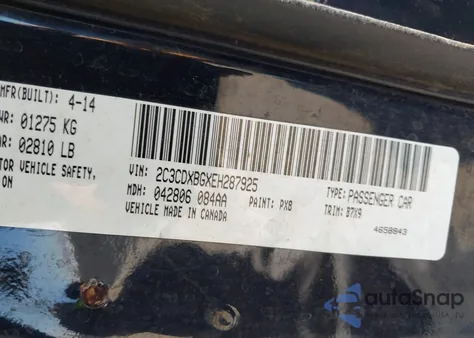 MFR(BUILT): 4-14
WR: 01275 KG
AR: 02810 LB
TOR VEHICLE SAFETY,
ON
VIN: 2C3CDXBGXEH287925
TYPE: PASSENGER CAR
MDH: 042806 084AA
PAINT: PX8
TRIM: B7X9
VEHICLE MADE IN CANADA
4658843
autoSnap